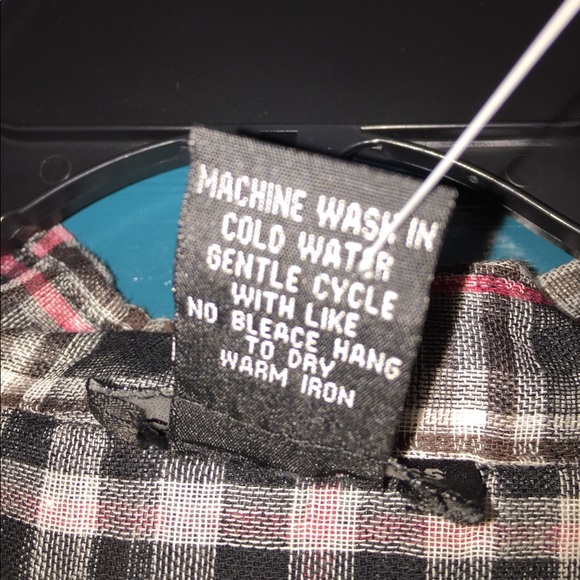 MACHINE WASH IN
COLD WATER
GENTLE CYCLE
WITH LIKE
NO BLEACE HANG
TO DRY
WARM IRON